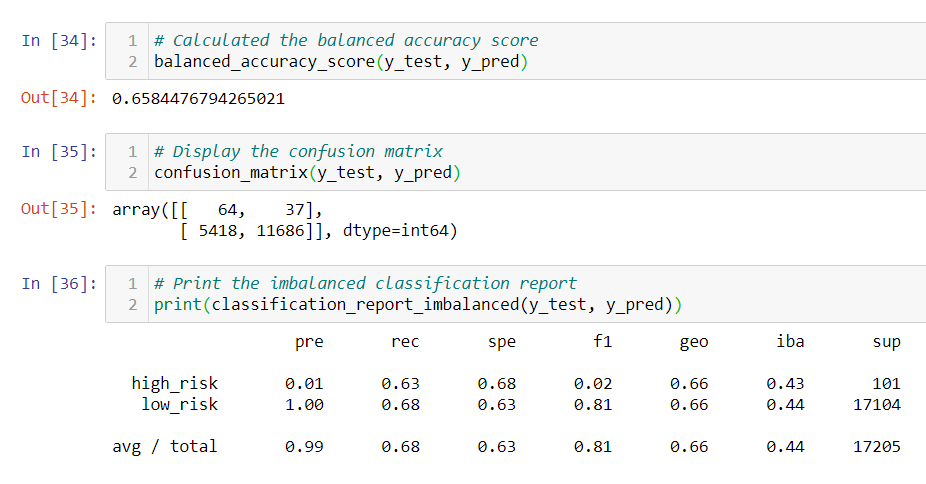 In [34]: 1 # Calculated the balanced accuracy score
2 balanced_accuracy_score(y_test, y_pred)
Out[34]: 0.6584476794265021
In [35]: 1 # Display the confusion matrix
2 confusion_matrix(y_test, y_pred)
Out[35]: array([[   64,    37],
       [ 5418, 11686]], dtype=int64)
In [36]: 1 # Print the imbalanced classification report
2 print(classification_report_imbalanced(y_test, y_pred))
pre rec spe f1 geo iba sup
high_risk 0.01 0.63 0.68 0.02 0.66 0.43 101
low_risk 1.00 0.68 0.63 0.81 0.66 0.44 17104
avg / total 0.99 0.68 0.63 0.81 0.66 0.44 17205